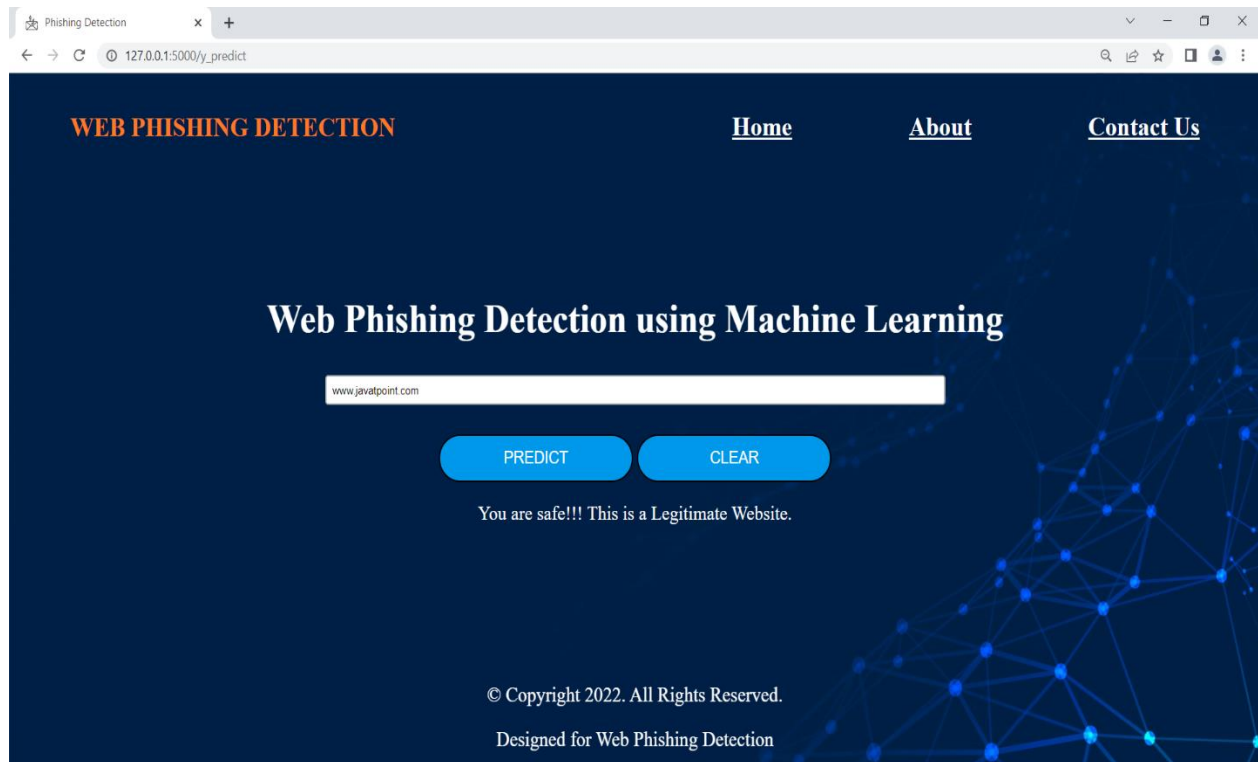 Phishing Detection
127.0.0.1:5000/y_predict
WEB PHISHING DETECTION Home About Contact Us
Web Phishing Detection using Machine Learning
www.javatpoint.com
PREDICT CLEAR
You are safe!!! This is a Legitimate Website.
© Copyright 2022. All Rights Reserved.
Designed for Web Phishing Detection